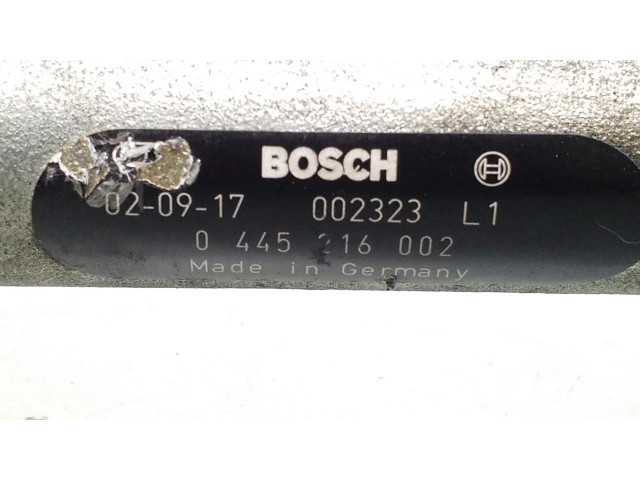 BOSCH
02-09-17 002323 L1
0 445 216 002
Made in Germany